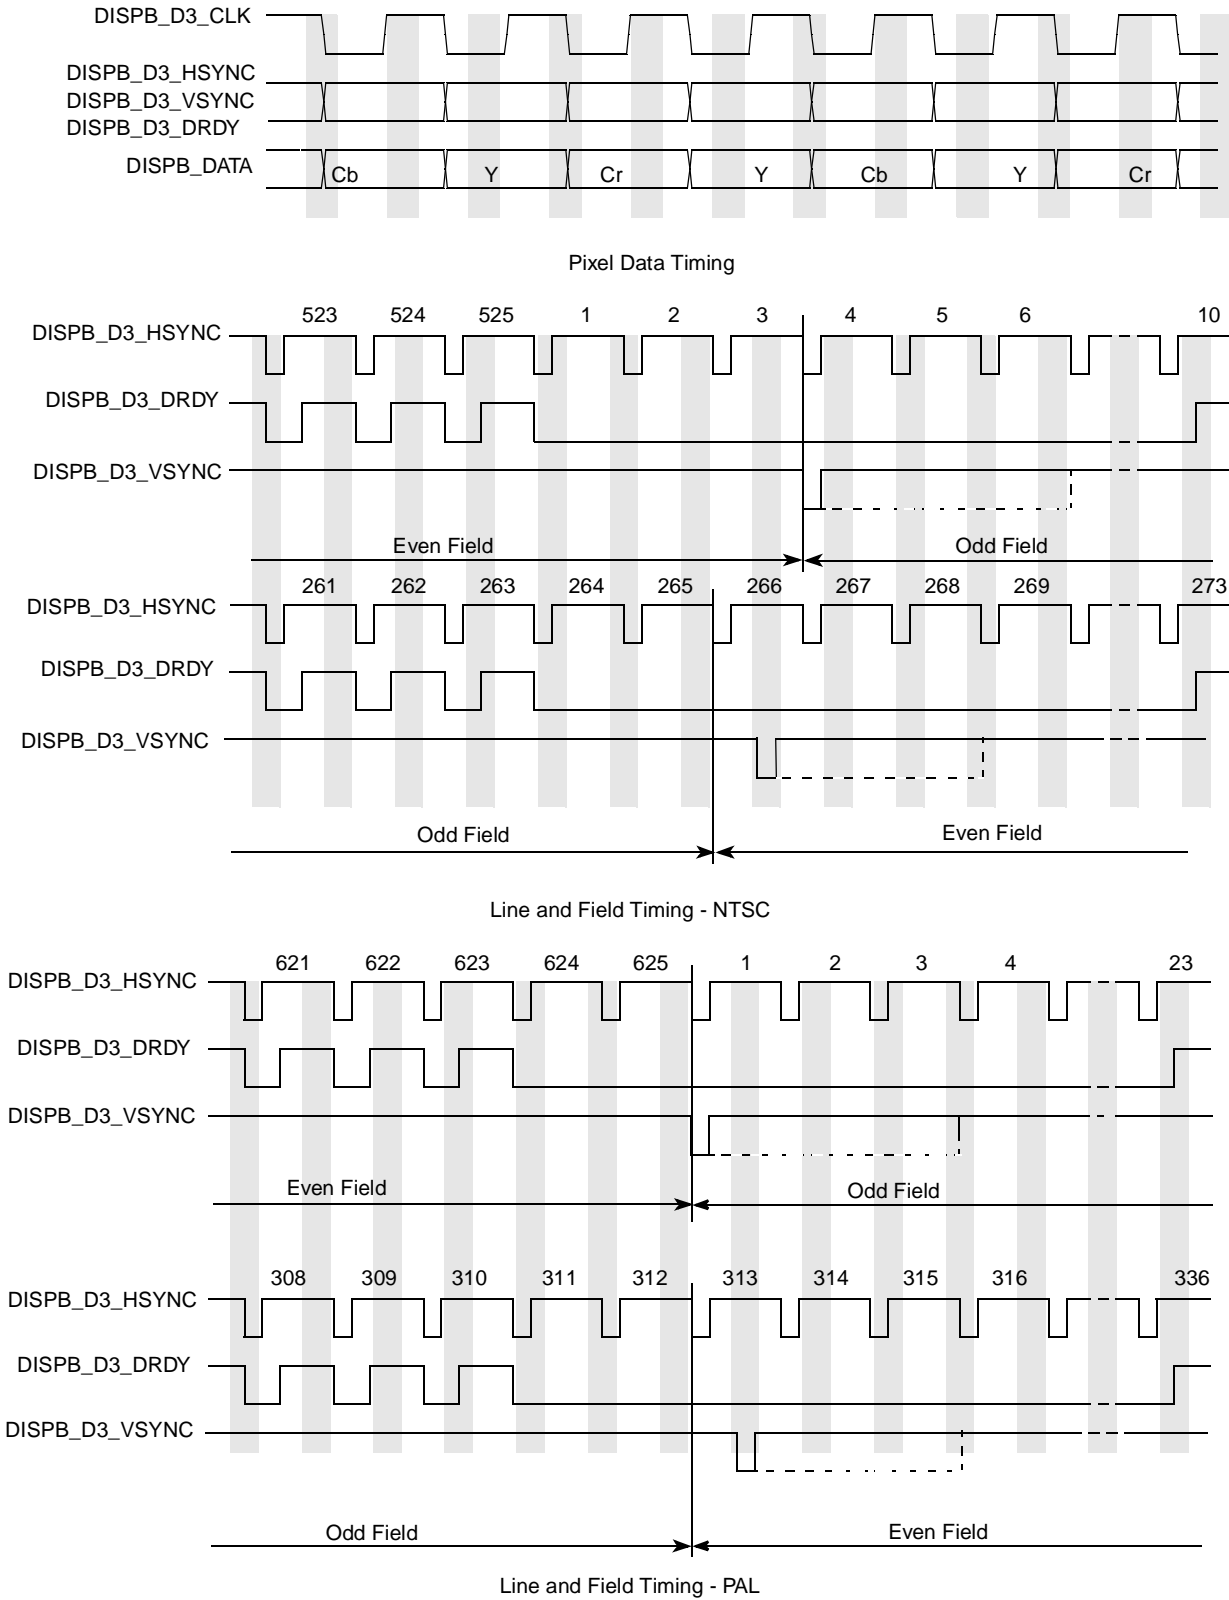 DISPB_D3_CLK
DISPB_D3_HSYNC
DISPB_D3_VSYNC
DISPB_D3_DRDY
DISPB_DATA Cb Y Cr Y Cb Y Cr
Pixel Data Timing
523 524 525 1 2 3 4 5 6 10
DISPB_D3_HSYNC
DISPB_D3_DRDY
DISPB_D3_VSYNC
Even Field Odd Field
261 262 263 264 265 266 267 268 269 273
DISPB_D3_HSYNC
DISPB_D3_DRDY
DISPB_D3_VSYNC
Odd Field Even Field
Line and Field Timing - NTSC
621 622 623 624 625 1 2 3 4 23
DISPB_D3_HSYNC
DISPB_D3_DRDY
DISPB_D3_VSYNC
Even Field Odd Field
308 309 310 311 312 313 314 315 316 336
DISPB_D3_HSYNC
DISPB_D3_DRDY
DISPB_D3_VSYNC
Odd Field Even Field
Line and Field Timing - PAL